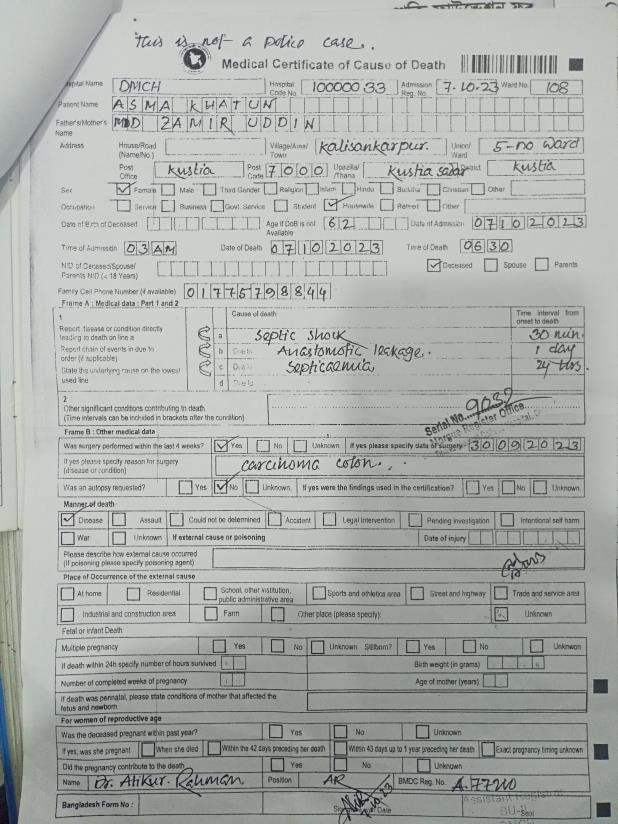 This is not a police case.
Medical Certificate of Cause of Death
Hospital Name DMCH Hospital Code No. 10000033 Admission Reg. No. 7-10-23 Ward No. 108
Patient Name ASMA KHATUN
Father's/Mother's Name MD ZAMIR UDDIN
Address House/Road (Name/No.) Village/Area/Town Kalisankarpur. Union/Ward 5-no ward
Post Office Kustia Post Code 7000 Upazilla/Thana Kustia sadar District Kustia
Sex Female Male Third Gender Religion Islam Hindu Buddha Christian Other
Occupation Service Business Govt. Service Student Housewife Retired Other
Date of Birth of Deceased Age if DoB is not Available 62 Date of Admission 07102023
Time of Admission 03AM Date of Death 07102023 Time of Death 0630
NID of Deceased/Spouse/Parents NID (< 18 Years) Deceased Spouse Parents
Family Cell Phone Number (if available) 01775798844
Frame A : Medical data : Part 1 and 2
1 Cause of death Time interval from onset to death
Report disease or condition directly leading to death on line a
a Septic shock 30 min.
Report chain of events in due to order (if applicable)
b Due to Anastomotic leakage. 1 day
State the underlying cause on the lowest used line
c Due to Septicaemia 24 hrs.
d Due to
2
Other significant conditions contributing to death
(Time intervals can be included in brackets after the condition)
Serial No. 9032
Morgue Register Office
Frame B : Other medical data
Was surgery performed within the last 4 weeks? Yes No Unknown If yes please specify date of surgery 30092023
If yes please specify reason for surgery (disease or condition) carcinoma colon.
Was an autopsy requested? Yes No Unknown If yes were the findings used in the certification? Yes No Unknown
Manner of death
Disease Assault Could not be determined Accident Legal Intervention Pending Investigation Intentional self harm
War Unknown If external cause or poisoning Date of injury
Please describe how external cause occurred
(If poisoning please specify poisoning agent)
Place of Occurrence of the external cause
At home Residential School, other institution, public administrative area Sports and athletics area Street and highway Trade and service area
Industrial and construction area Farm Other place (please specify): Unknown
Fetal or infant Death
Multiple pregnancy Yes No Unknown Stillborn? Yes No Unknwon
If death within 24h specify number of hours survived Birth weight (in grams)
Number of completed weeks of pregnancy Age of mother (years)
If death was perinatal, please state conditions of mother that affected the fetus and newborn
For women of reproductive age
Was the deceased pregnant within past year? Yes No Unknown
If yes, was she pregnant When she died Within the 42 days preceding her death Within 43 days up to 1 year preceding her death Exact pregnancy timing unknown
Did the pregnancy contribute to the death Yes No Unknown
Name Dr. Atikur Rahman Position AR BMDC Reg. No. A.77210
Bangladesh Form No : Date
Assistant Registrar
SU-II